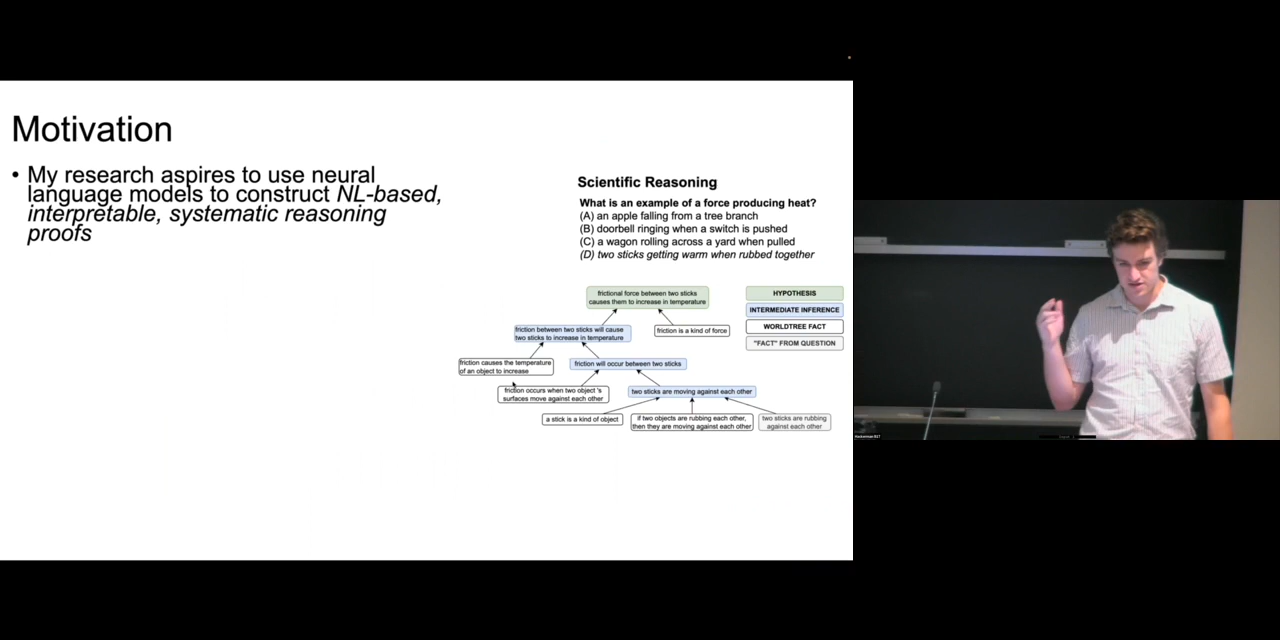 Motivation
• My research aspires to use neural
language models to construct NL-based,
interpretable, systematic reasoning
proofs
Scientific Reasoning
What is an example of a force producing heat?
(A) an apple falling from a tree branch
(B) doorbell ringing when a switch is pushed
(C) a wagon rolling across a yard when pulled
(D) two sticks getting warm when rubbed together
frictional force between two sticks
causes them to increase in temperature
HYPOTHESIS
INTERMEDIATE INFERENCE
WORLDTREE FACT
"FACT" FROM QUESTION
friction between two sticks will cause
two sticks to increase in temperature
friction is a kind of force
friction causes the temperature
of an object to increase
friction will occur between two sticks
friction occurs when two object 's
surfaces move against each other
two sticks are moving against each other
a stick is a kind of object
if two objects are rubbing each other,
then they are moving against each other
two sticks are rubbing
against each other